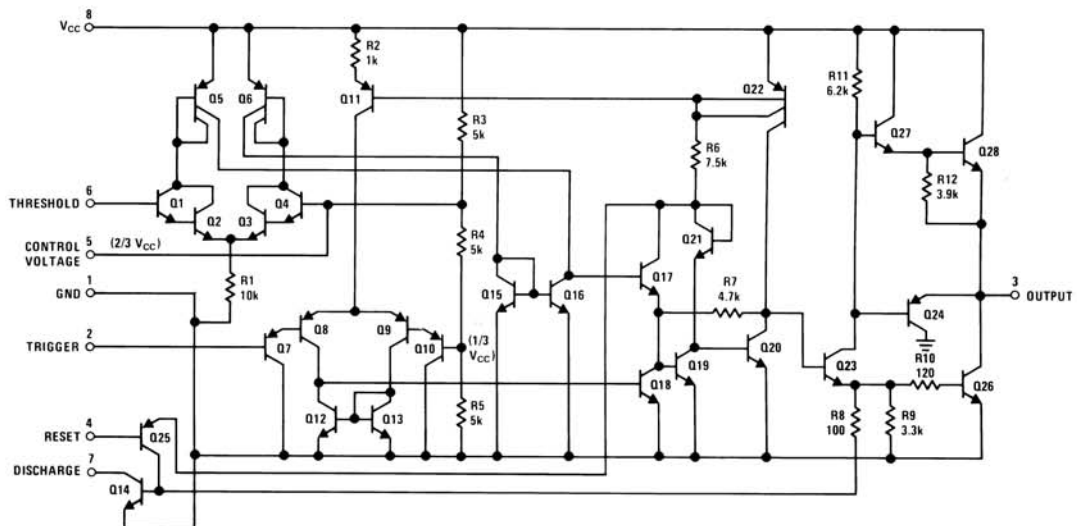 8
VCC
R2
1k
Q5
Q6
Q11
Q22
R11
6.2k
R3
5k
Q27
Q28
R6
7.5k
R12
3.9k
6
THRESHOLD
Q1
Q2
Q3
Q4
5
CONTROL
VOLTAGE
(2/3 VCC)
R4
5k
Q21
R1
10k
Q15
Q16
Q17
R7
4.7k
1
GND
3
OUTPUT
Q24
2
TRIGGER
Q7
Q8
Q9
Q10
(1/3
VCC)
Q18
Q19
Q20
Q23
R10
120
Q26
Q12
Q13
R5
5k
R8
100
R9
3.3k
4
RESET
Q25
7
DISCHARGE
Q14